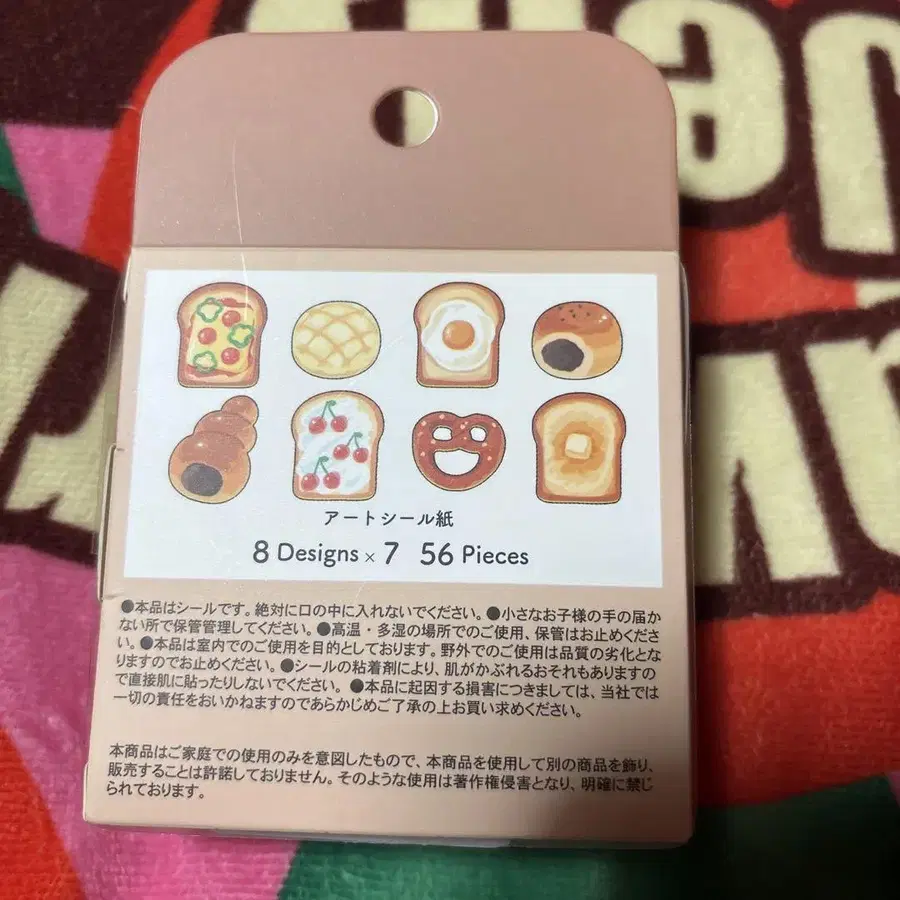 アートシール紙
8 Designs × 7 56 Pieces
●本品はシールです。絶対に口の中に入れないでください。●小さなお子様の手の届か
ない所で保管管理してください。●高温・多湿の場所でのご使用、保管はお止めくださ
い。●本品は室内でのご使用を目的としております。野外でのご使用は品質の劣化とな
りますのでお止めください。●シールの粘着剤により、肌がかぶれるおそれもありますの
で直接肌に貼ったりしないでください。●本品に起因する損害につきましては、当社では
一切の責任をおいかねますのであらかじめご了承の上お買い求めください。
本商品はご家庭での使用のみを意図したもので、本商品を使用して別の商品を飾り、
販売することは許諾しておりません。そのような使用は著作権侵害となり、明確に禁じ
られております。